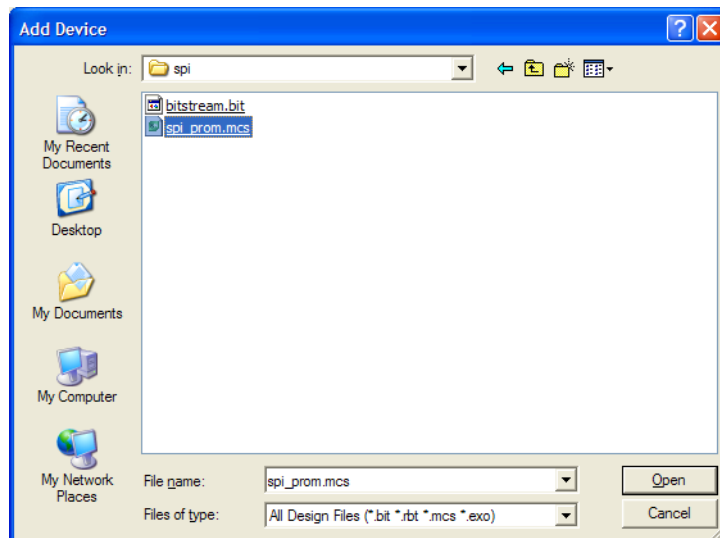 Add Device
Look in: spi
bitstream.bit
spi_prom.mcs
My Recent
Documents
Desktop
My Documents
My Computer
My Network
Places
File name: spi_prom.mcs Open
Files of type: All Design Files (*.bit *.rbt *.mcs *.exo) Cancel